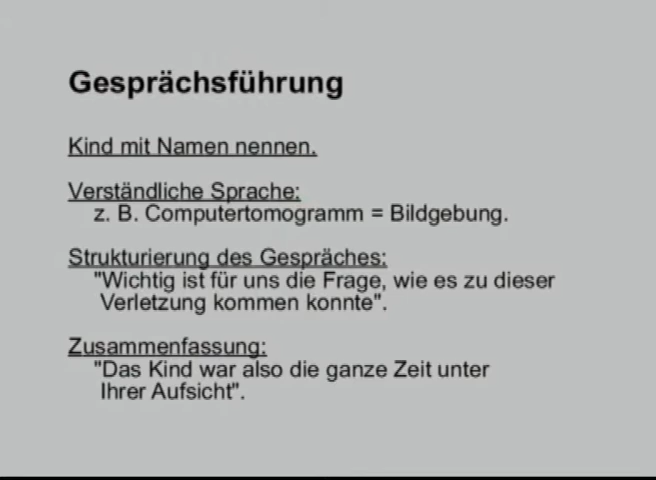 Gesprächsführung
Kind mit Namen nennen.
Verständliche Sprache:
z. B. Computertomogramm = Bildgebung.
Strukturierung des Gespräches:
"Wichtig ist für uns die Frage, wie es zu dieser
Verletzung kommen konnte".
Zusammenfassung:
"Das Kind war also die ganze Zeit unter
Ihrer Aufsicht".